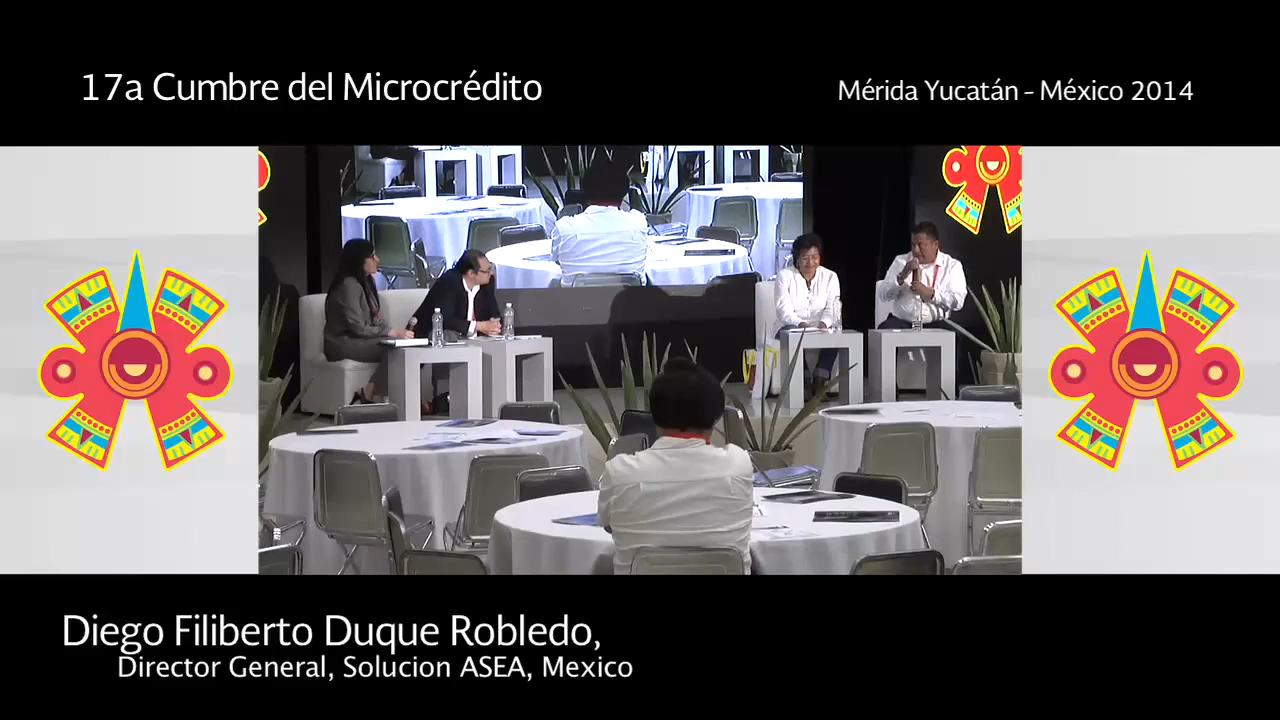 17a Cumbre del Microcrédito
Mérida Yucatán - México 2014
Diego Filiberto Duque Robledo,
Director General, Solucion ASEA, Mexico